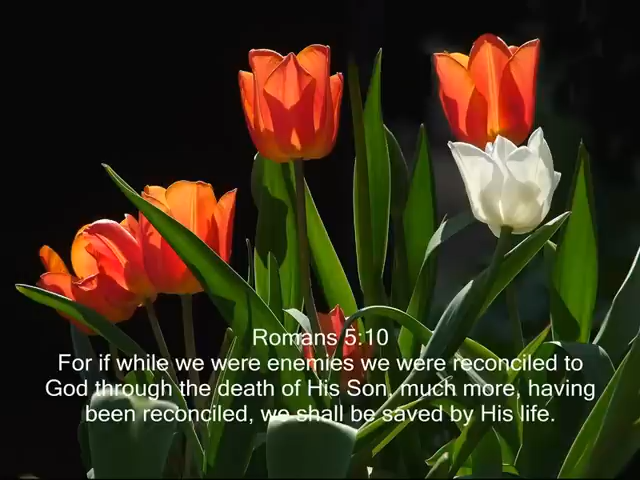 Romans 5:10
For if while we were enemies we were reconciled to
God through the death of His Son, much more, having
been reconciled, we shall be saved by His life.